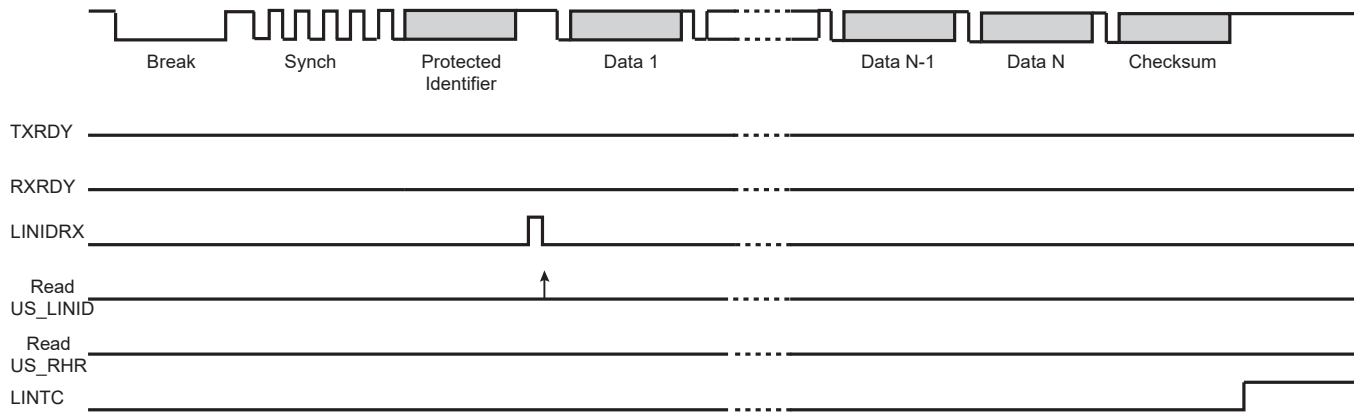 Break Synch Protected Data 1 Data N-1 Data N Checksum
Identifier
TXRDY
RXRDY
LINIDRX
Read
US_LINID
Read
US_RHR
LINTC